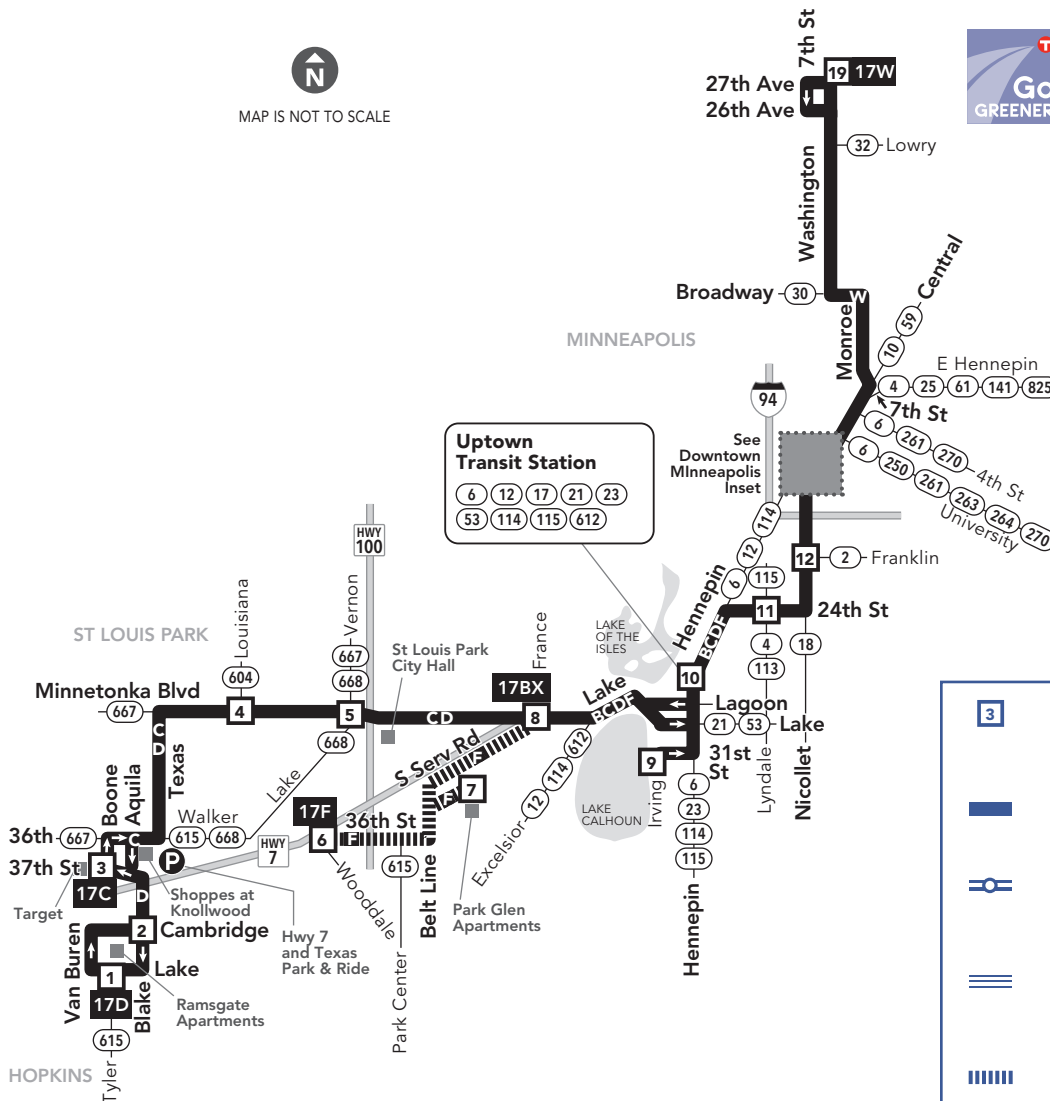 N
MAP IS NOT TO SCALE
7th St
19
17W
27th Ave
26th Ave
T
Go
GREENER
32
Lowry
Washington
Broadway
30
W
Monroe
Central
59
10
E Hennepin
4
25
61
141
825
7th St
6
261
270
4th St
6
250
261
263
264
270
University
MINNEAPOLIS
94
See
Downtown
MInneapolis
Inset
Uptown
Transit Station
6
12
17
21
23
53
114
115
612
HWY
100
114
12
6
Hennepin
BCDF
12
2
Franklin
115
11
24th St
4
113
18
Lyndale
Nicollet
LAKE
OF THE
ISLES
10
Lagoon
21
53
Lake
31st
St
9
Irving
6
23
114
115
Hennepin
LAKE
CALHOUN
ST LOUIS PARK
Louisiana
604
4
Vernon
667
668
5
St Louis Park
City Hall
France
17BX
8
Lake
BCDF
Minnetonka Blvd
667
CD
668
Lake
S Serv Rd
F
F
7
612
114
12
Excelsior
Park Glen
Apartments
17F
6
F
36th St
615
Belt Line
Park Center
Wooddale
HWY
7
C
D
Texas
Boone
Aquila
Walker
615
668
36th
667
C
37th St
3
17C
Target
P
Shoppes at
Knollwood
Hwy 7
and Texas
Park & Ride
D
2
Cambridge
Van Buren
Lake
Blake
1
17D
Ramsgate
Apartments
615
Tyler
HOPKINS
3